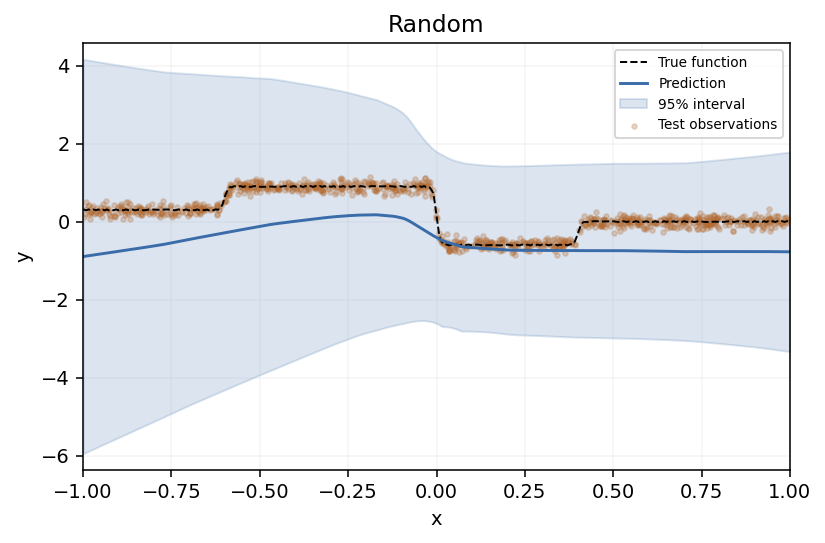 Random
True function
Prediction
95% interval
Test observations
4
2
0
−2
−4
−6
y
−1.00 −0.75 −0.50 −0.25 0.00 0.25 0.50 0.75 1.00
x